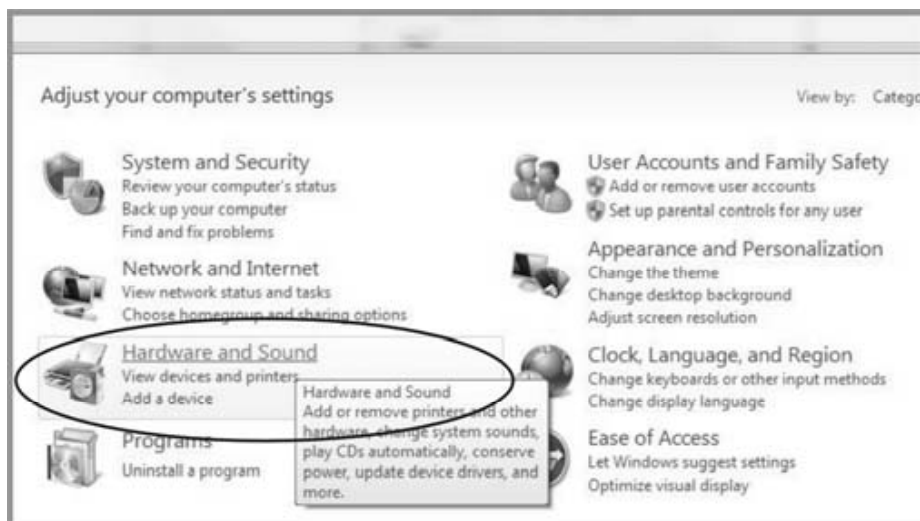 Adjust your computer's settings
View by: Catego
System and Security
Review your computer's status
Back up your computer
Find and fix problems
Network and Internet
View network status and tasks
Choose homegroup and sharing options
Hardware and Sound
View devices and printers
Add a device
Programs
Uninstall a program
Hardware and Sound
Add or remove printers and other
hardware, change system sounds,
play CDs automatically, conserve
power, update device drivers, and
more.
User Accounts and Family Safety
Add or remove user accounts
Set up parental controls for any user
Appearance and Personalization
Change the theme
Change desktop background
Adjust screen resolution
Clock, Language, and Region
Change keyboards or other input methods
Change display language
Ease of Access
Let Windows suggest settings
Optimize visual display